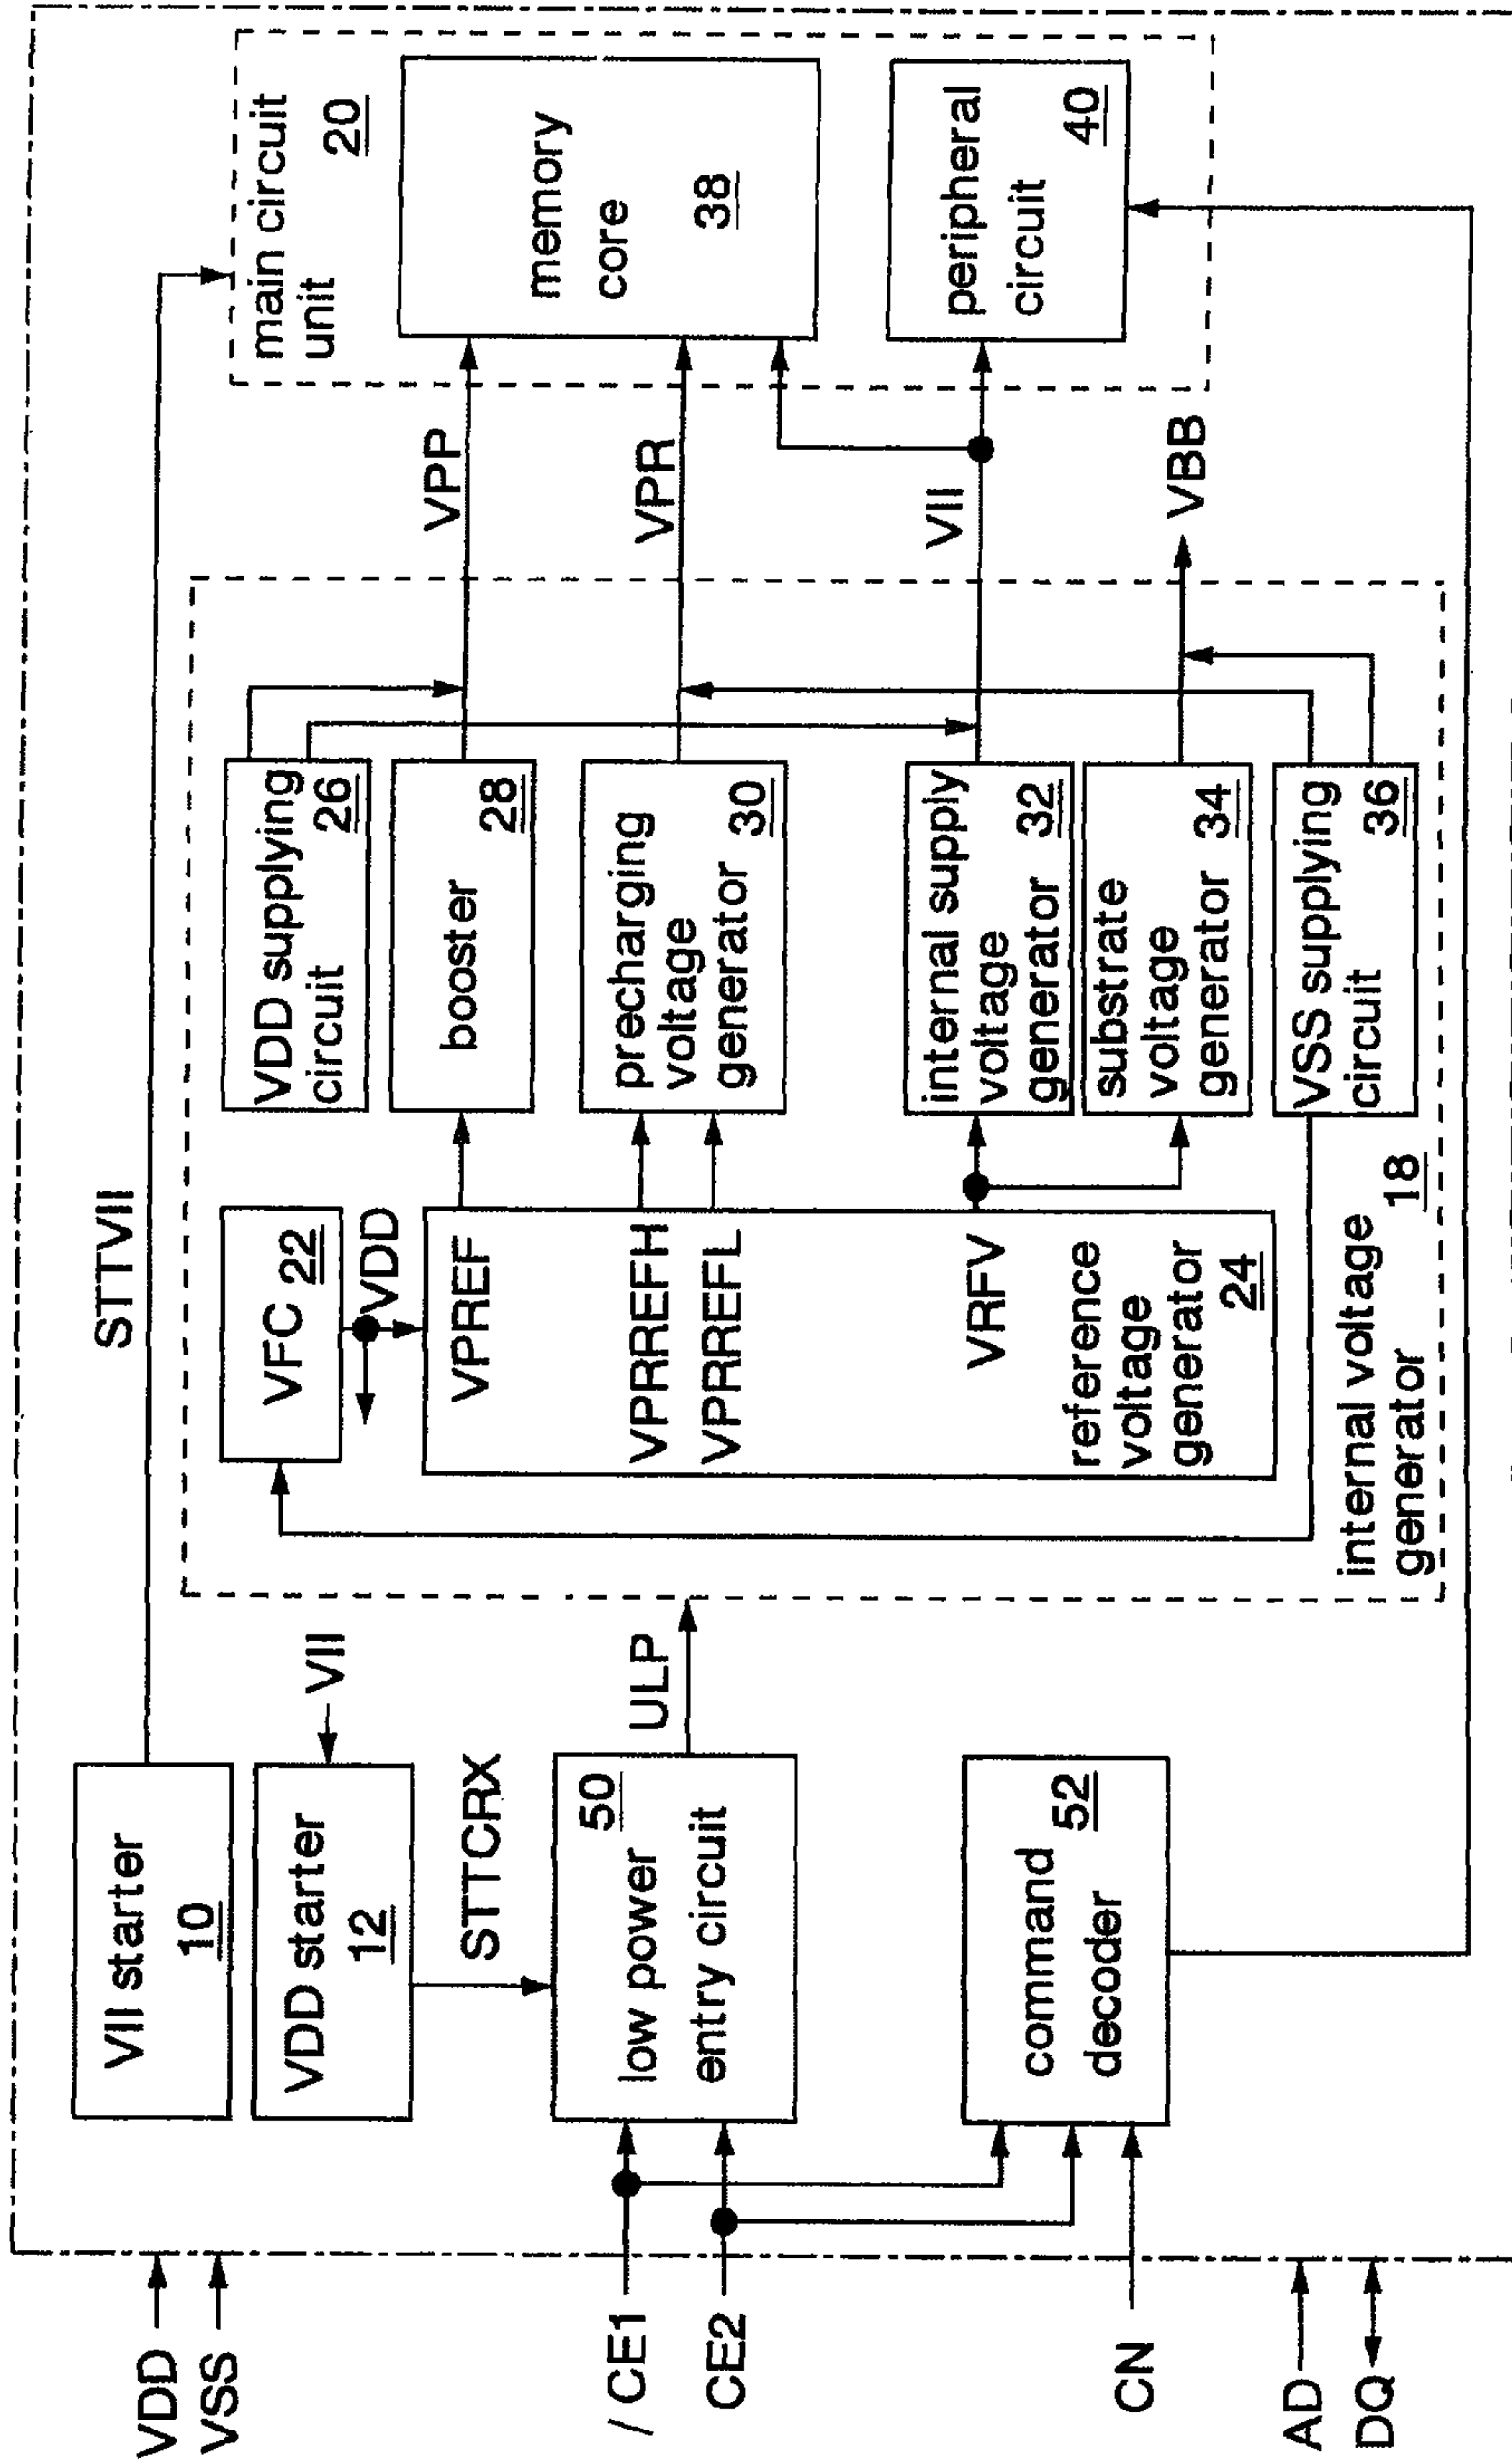 VDD
VSS
/ CE1
CE2
CN
AD
DQ
VII starter
10
VDD starter
12
VII
STTCRX
50
low power
entry circuit
ULP
command
decoder
52
STTVII
VFC 22
VDD
VPREF
VPRREFH
VPRREFL
VRFV
reference
voltage
generator
24
VDD supplying
circuit
26
booster
28
precharging
voltage
generator
30
internal supply
voltage
generator 32
substrate
voltage
generator 34
VSS supplying
circuit
36
internal voltage
generator
18
VPP
VPR
VII
VBB
main circuit
unit
20
memory
core
38
peripheral
circuit
40